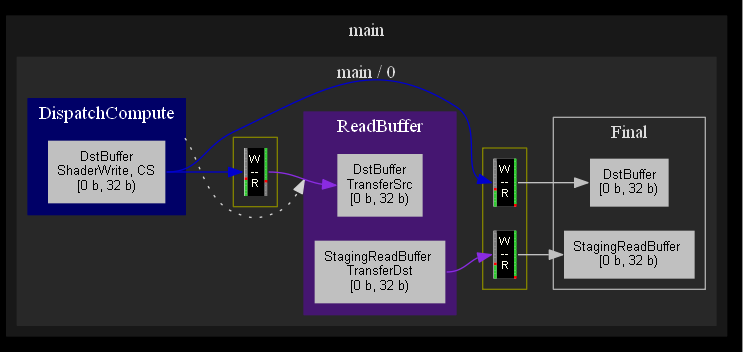 main
main / 0
DispatchCompute
DstBuffer
ShaderWrite, CS
[0 b, 32 b)
W
--
R
ReadBuffer
DstBuffer
TransferSrc
[0 b, 32 b)
StagingReadBuffer
TransferDst
[0 b, 32 b)
W
--
R
W
--
R
Final
DstBuffer
[0 b, 32 b)
StagingReadBuffer
[0 b, 32 b)